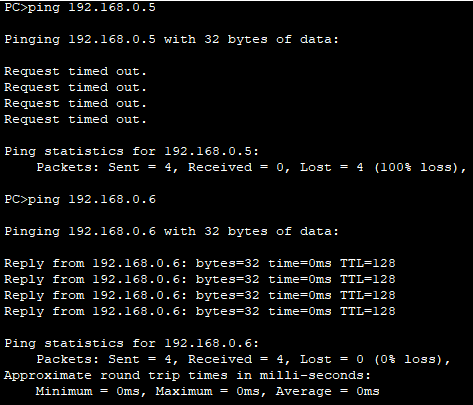 PC>ping 192.168.0.5
Pinging 192.168.0.5 with 32 bytes of data:
Request timed out.
Request timed out.
Request timed out.
Request timed out.
Ping statistics for 192.168.0.5:
    Packets: Sent = 4, Received = 0, Lost = 4 (100% loss),
PC>ping 192.168.0.6
Pinging 192.168.0.6 with 32 bytes of data:
Reply from 192.168.0.6: bytes=32 time=0ms TTL=128
Reply from 192.168.0.6: bytes=32 time=0ms TTL=128
Reply from 192.168.0.6: bytes=32 time=0ms TTL=128
Reply from 192.168.0.6: bytes=32 time=0ms TTL=128
Ping statistics for 192.168.0.6:
    Packets: Sent = 4, Received = 4, Lost = 0 (0% loss),
Approximate round trip times in milli-seconds:
    Minimum = 0ms, Maximum = 0ms, Average = 0ms